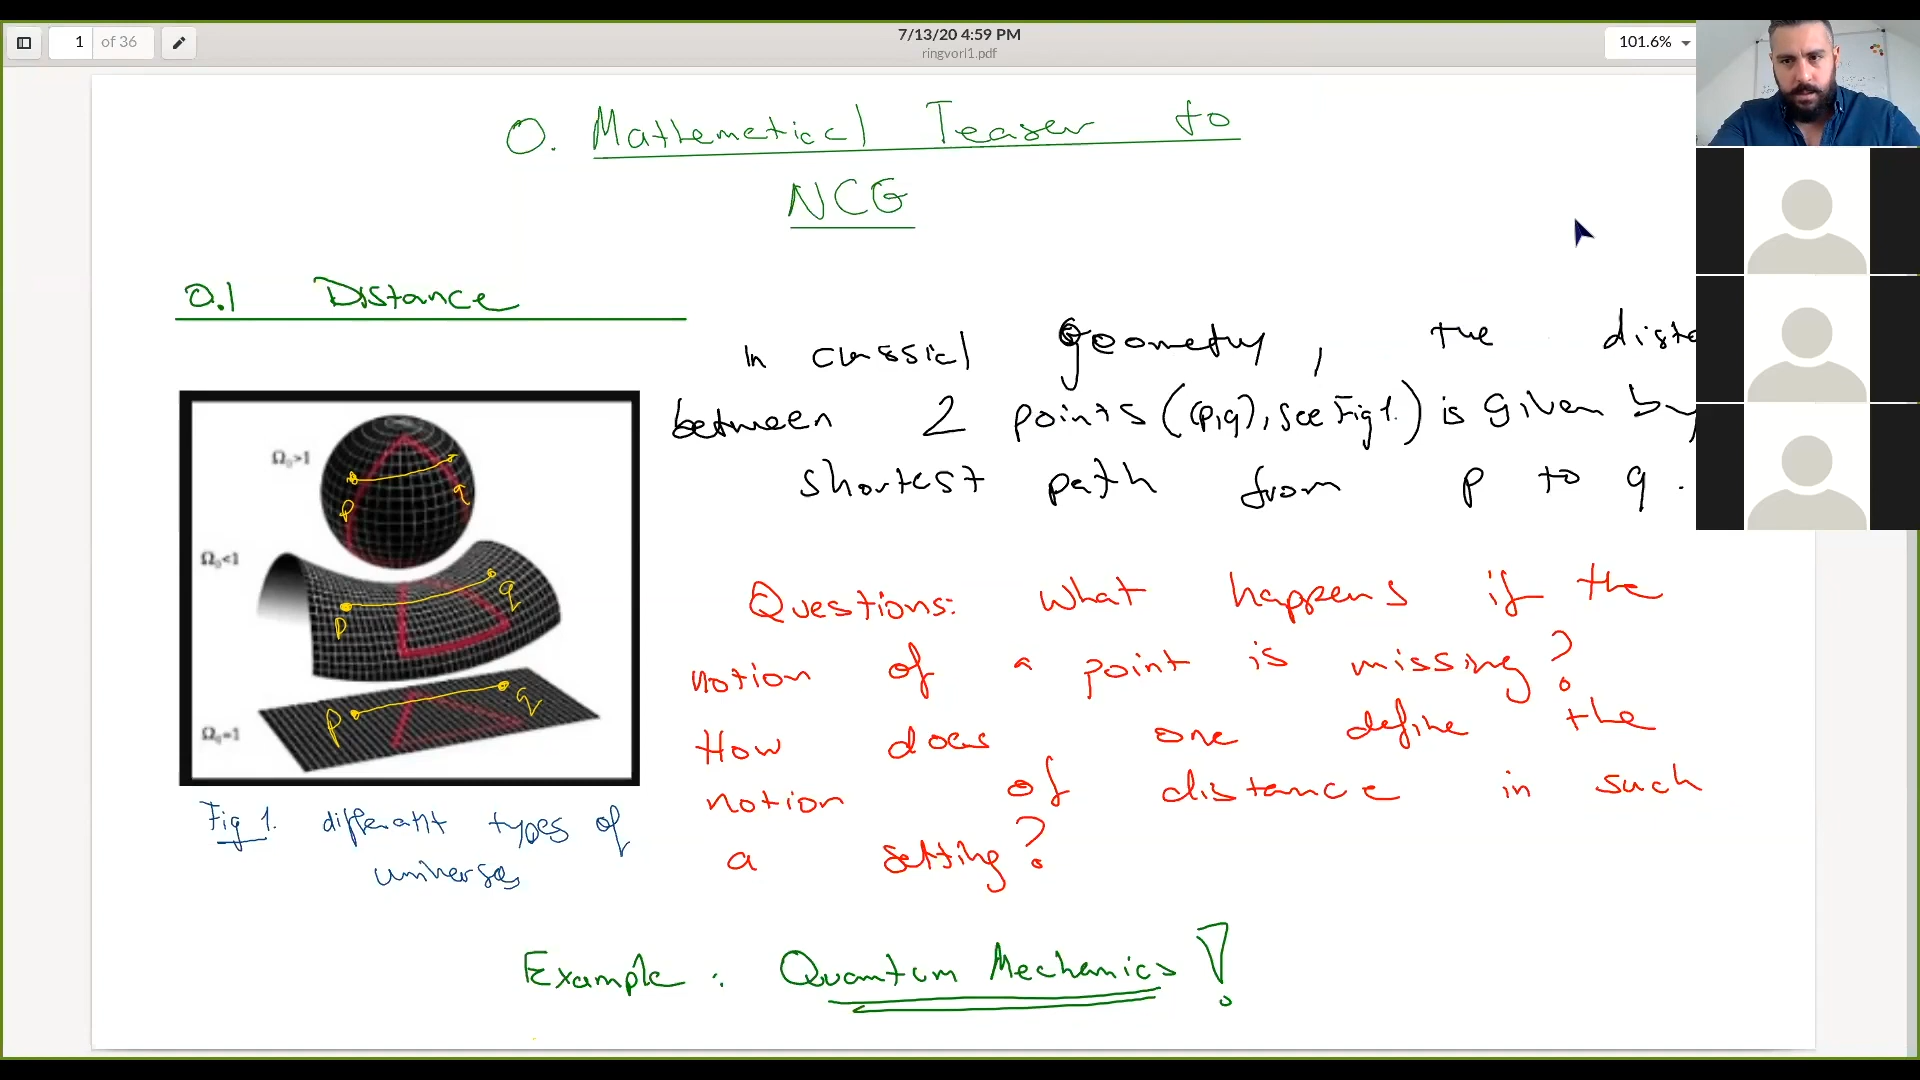 7/13/20 4:59 PM
ringvorl1.pdf
1 of 36
101.6%
0. Mathematical Teaser to
NCG
0.1 Distance
In classical geometry, the dista
between 2 points ((p,q), see Fig 1.) is given by
shortest path from p to q.
Ω₀>1
p q
Ω₀<1
p q
Ω₀=1
p q
Fig 1. different types of
universes
Questions: What happens if the
notion of a point is missing?
How does one define the
notion of distance in such
a setting?
Example: Quantum Mechanics!